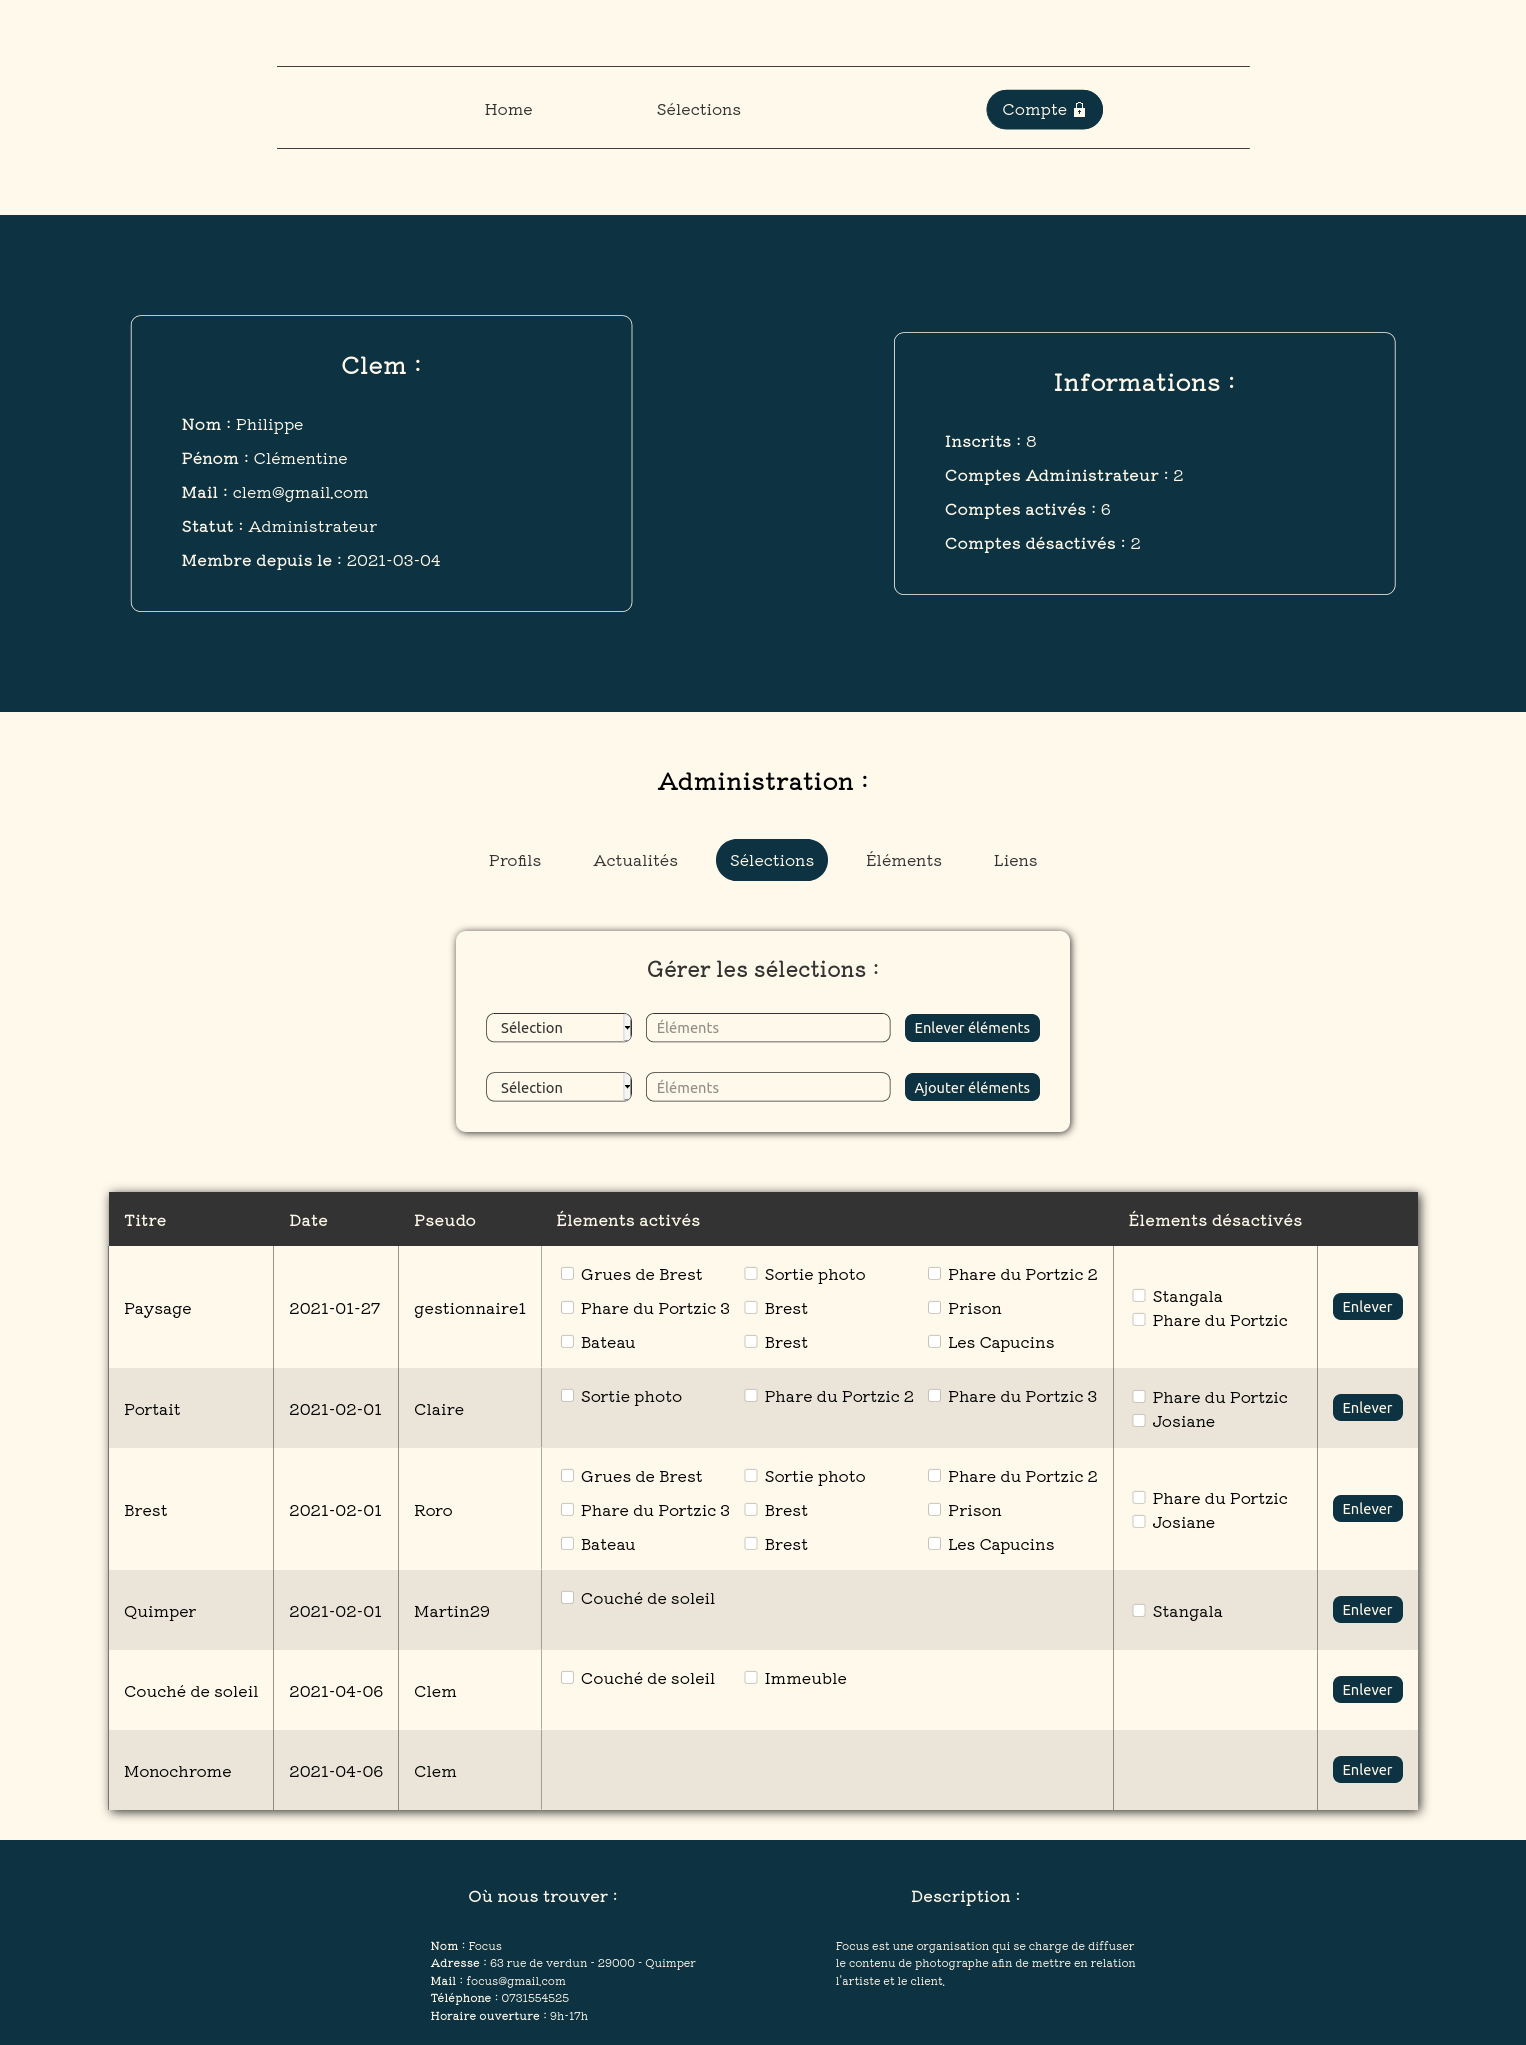 Home Sélections Compte
Clem :
Nom : Philippe
Pénom : Clémentine
Mail : clem@gmail.com
Statut : Administrateur
Membre depuis le : 2021-03-04
Informations :
Inscrits : 8
Comptes Administrateur : 2
Comptes activés : 6
Comptes désactivés : 2
Administration :
Profils Actualités Sélections Éléments Liens
Gérer les sélections :
Sélection Éléments Enlever éléments
Sélection Éléments Ajouter éléments
Titre Date Pseudo Élements activés Élements désactivés
Paysage 2021-01-27 gestionnaire1
Grues de Brest Sortie photo Phare du Portzic 2
Phare du Portzic 3 Brest Prison
Bateau Brest Les Capucins
Stangala
Phare du Portzic
Enlever
Portait 2021-02-01 Claire
Sortie photo Phare du Portzic 2 Phare du Portzic 3
Phare du Portzic
Josiane
Enlever
Brest 2021-02-01 Roro
Grues de Brest Sortie photo Phare du Portzic 2
Phare du Portzic 3 Brest Prison
Bateau Brest Les Capucins
Phare du Portzic
Josiane
Enlever
Quimper 2021-02-01 Martin29
Couché de soleil
Stangala
Enlever
Couché de soleil 2021-04-06 Clem
Couché de soleil Immeuble
Enlever
Monochrome 2021-04-06 Clem
Enlever
Où nous trouver :
Nom : Focus
Adresse : 63 rue de verdun - 29000 - Quimper
Mail : focus@gmail.com
Téléphone : 0731554525
Horaire ouverture : 9h-17h
Description :
Focus est une organisation qui se charge de diffuser
le contenu de photographe afin de mettre en relation
l'artiste et le client.